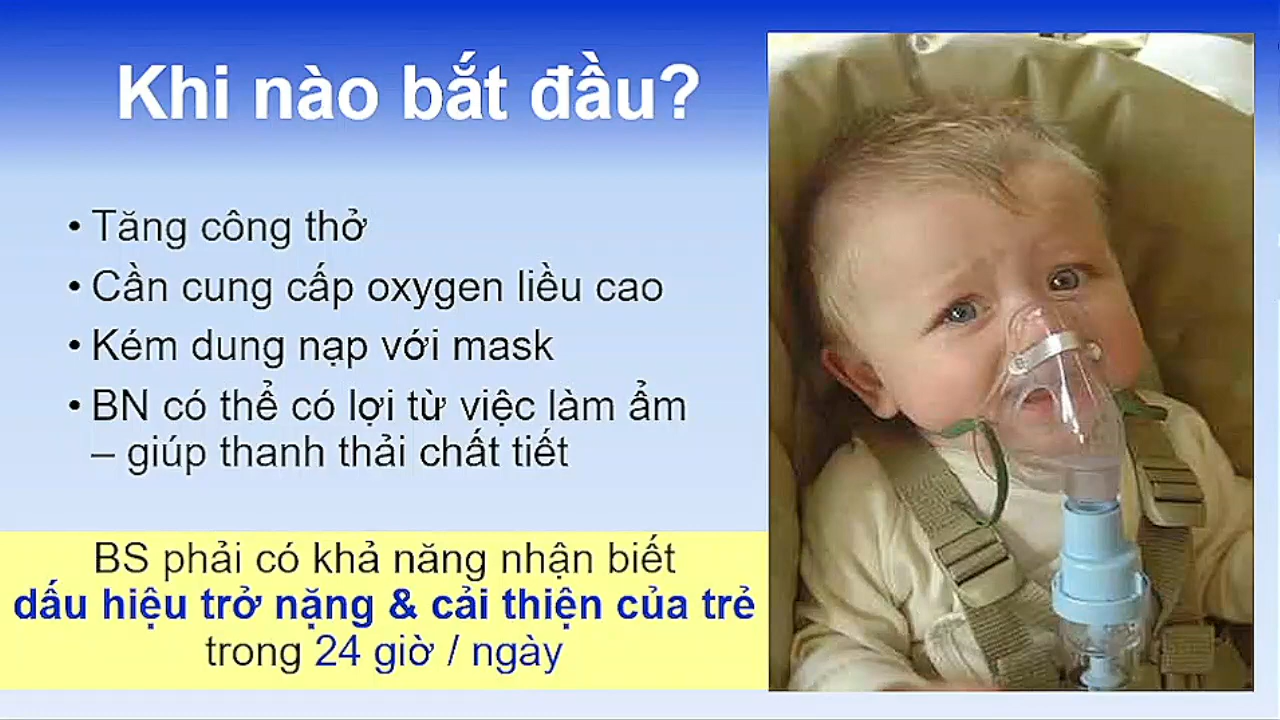 Khi nào bắt đầu?
• Tăng công thở
• Cần cung cấp oxygen liều cao
• Kém dung nạp với mask
• BN có thể có lợi từ việc làm ẩm
– giúp thanh thải chất tiết
BS phải có khả năng nhận biết
dấu hiệu trở nặng & cải thiện của trẻ
trong 24 giờ / ngày